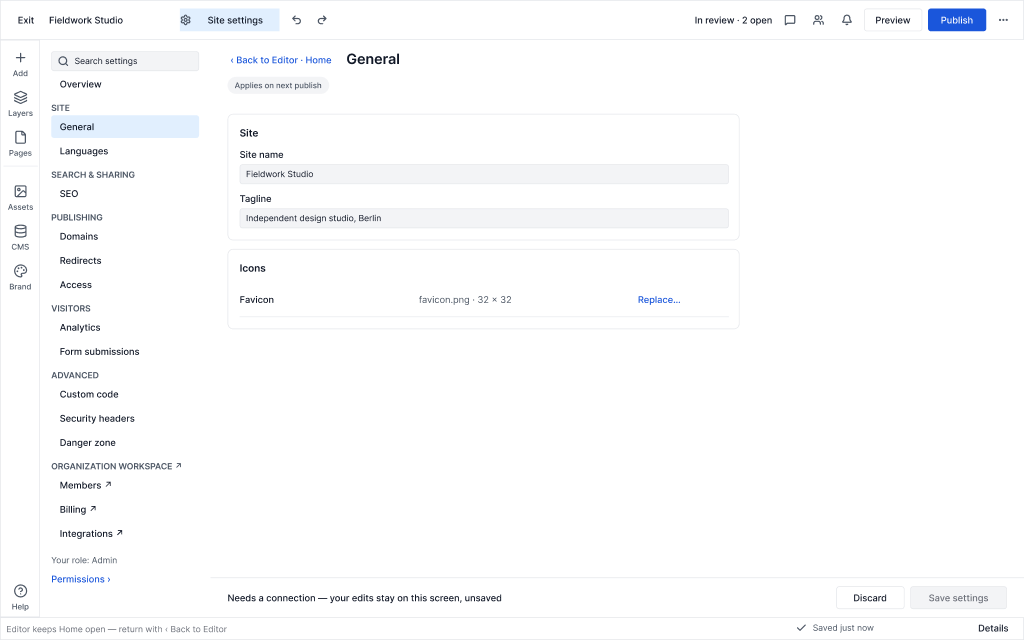 Exit
Fieldwork Studio
Site settings
In review · 2 open
Preview
Publish
Add
Layers
Pages
Assets
CMS
Brand
Help
Search settings
Overview
SITE
General
Languages
SEARCH & SHARING
SEO
PUBLISHING
Domains
Redirects
Access
VISITORS
Analytics
Form submissions
ADVANCED
Custom code
Security headers
Danger zone
ORGANIZATION WORKSPACE ↗
Members ↗
Billing ↗
Integrations ↗
Your role: Admin
Permissions ›
‹ Back to Editor · Home
General
Applies on next publish
Site
Site name
Fieldwork Studio
Tagline
Independent design studio, Berlin
Icons
Favicon
favicon.png · 32 × 32
Replace...
Needs a connection — your edits stay on this screen, unsaved
Discard
Save settings
Editor keeps Home open — return with ‹ Back to Editor
Saved just now
Details